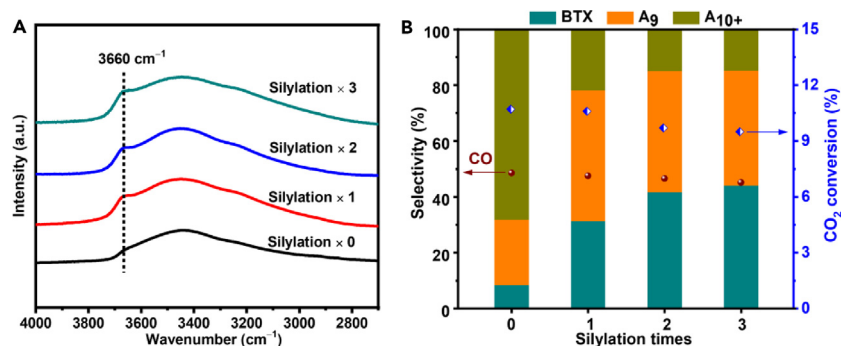 A
3660 cm⁻¹
Silylation × 3
Silylation × 2
Silylation × 1
Silylation × 0
Intensity (a.u.)
4000 3800 3600 3400 3200 3000 2800
Wavenumber (cm⁻¹)
B
BTX A₉ A₁₀₊
100
80
60
40
20
0
Selectivity (%)
CO
15
12
9
6
3
0
CO₂ conversion (%)
0 1 2 3
Silylation times